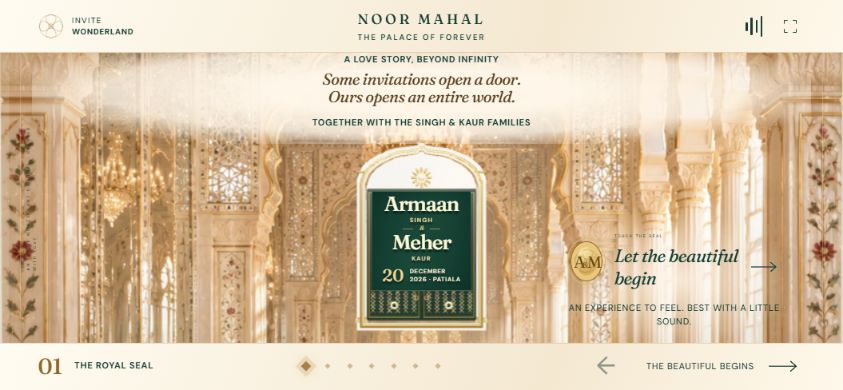 INVITE
WONDERLAND
NOOR MAHAL
THE PALACE OF FOREVER
A LOVE STORY, BEYOND INFINITY
Some invitations open a door.
Ours opens an entire world.
TOGETHER WITH THE SINGH & KAUR FAMILIES
Armaan
SINGH
&
Meher
KAUR
20 DECEMBER
2026 · PATIALA
TOUCH THE SEAL
A&M
Let the beautiful
begin
AN EXPERIENCE TO FEEL. BEST WITH A LITTLE
SOUND.
01 THE ROYAL SEAL
THE BEAUTIFUL BEGINS